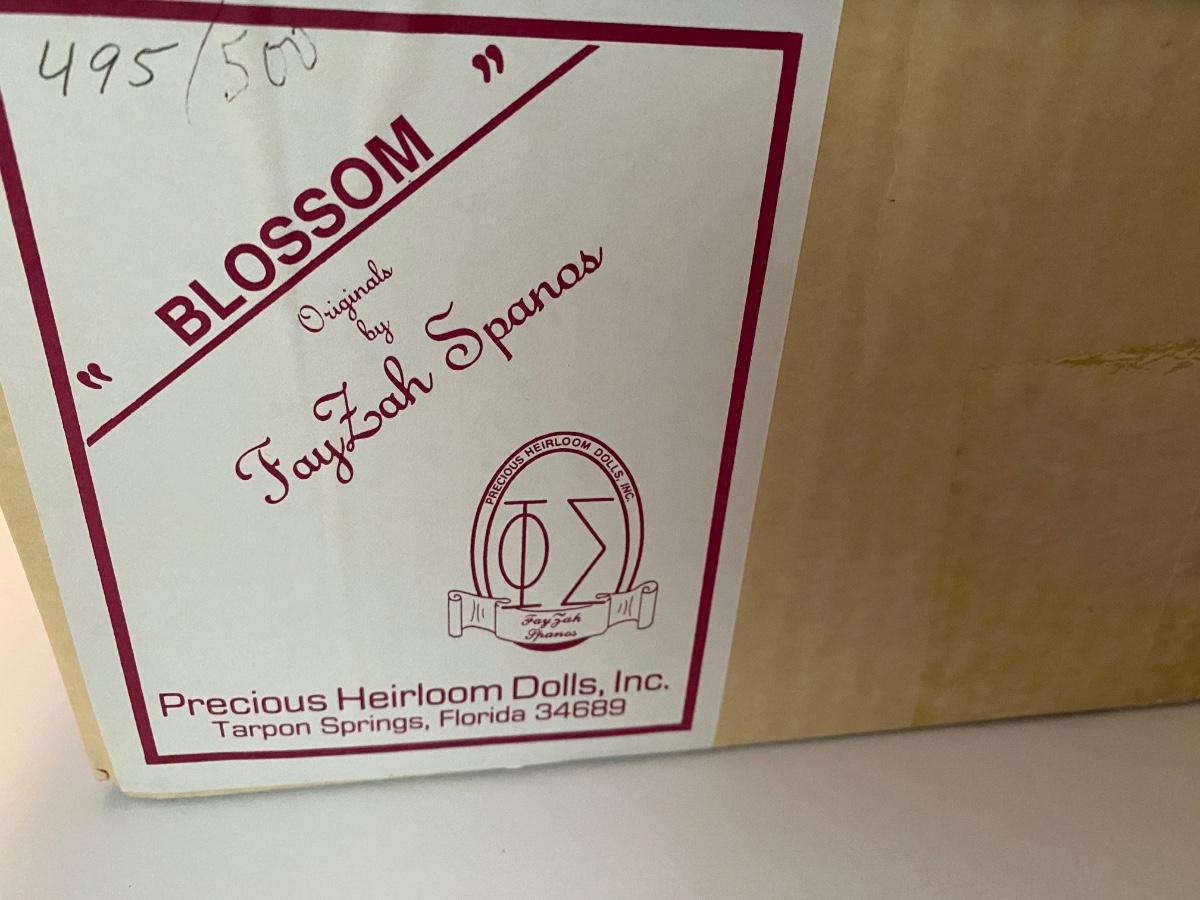 495/500
" BLOSSOM "
Originals
by
FayZah Spanos
PRECIOUS HEIRLOOM DOLLS, INC.
ΦΣ
FayZah
Spanos
Precious Heirloom Dolls, Inc.
Tarpon Springs, Florida 34689